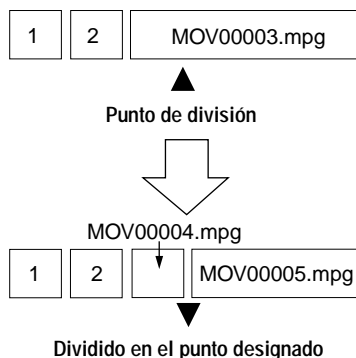 1 2 MOV00003.mpg
Punto de división
MOV00004.mpg
1 2 MOV00005.mpg
Dividido en el punto designado